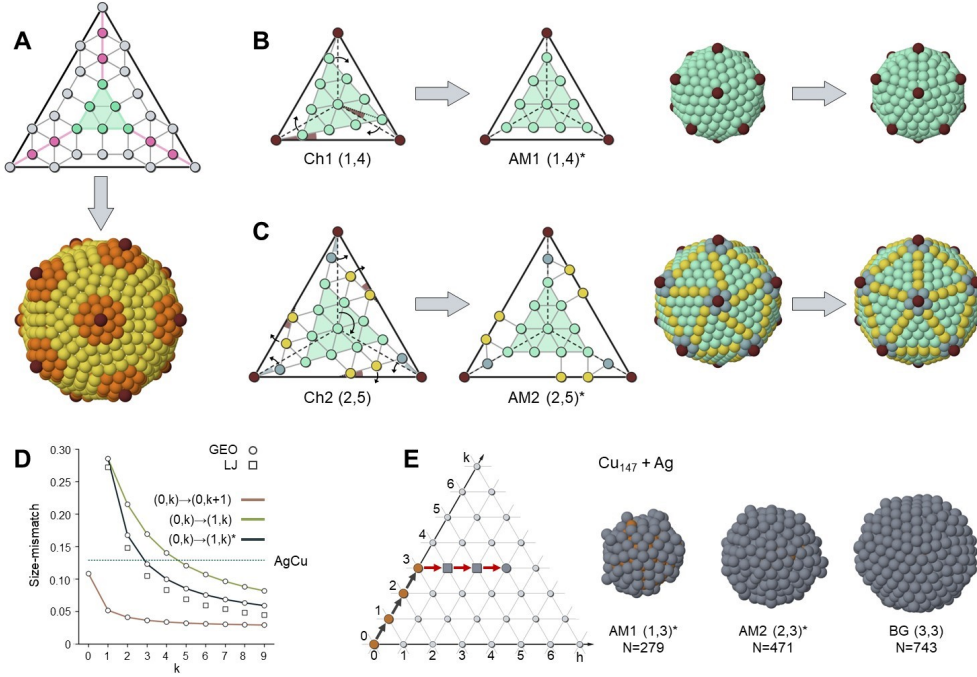 A
B
Ch1 (1,4)
AM1 (1,4)*
C
Ch2 (2,5)
AM2 (2,5)*
D
GEO
LJ
(0,k)→(0,k+1)
(0,k)→(1,k)
(0,k)→(1,k)*
AgCu
Size-mismatch
0.30
0.25
0.20
0.15
0.10
0.05
0
0 1 2 3 4 5 6 7 8 9
k
E
k
6
5
4
3
2
1
0
0 1 2 3 4 5 6
h
Cu147 + Ag
AM1 (1,3)*
N=279
AM2 (2,3)*
N=471
BG (3,3)
N=743